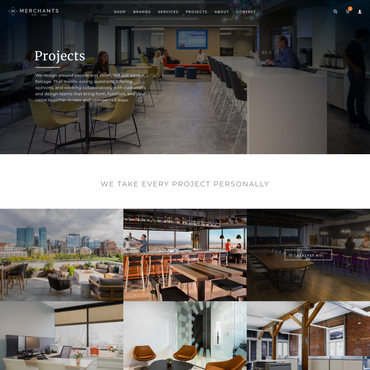 MERCHANTS
SHOP BRANDS SERVICES PROJECTS ABOUT CONTACT
Projects
We design around people and vision, not just square
footage. That means asking questions, offering
opinions, and working collaboratively with customers
and design teams that bring form, function, and your
vision together in new and unexpected ways.
WE TAKE EVERY PROJECT PERSONALLY
CATALYST HTI